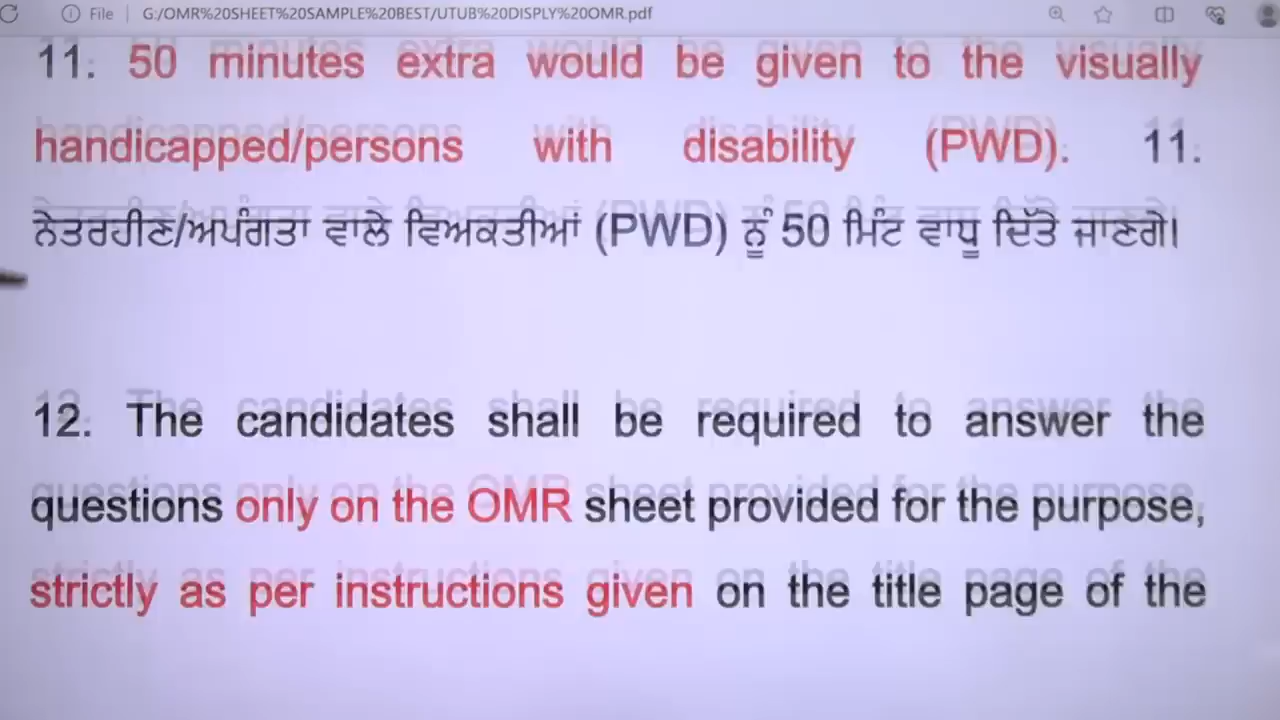 File G:/OMR%20SHEET%20SAMPLE%20BEST/UTUB%20DISPLY%20OMR.pdf
11. 50 minutes extra would be given to the visually
handicapped/persons with disability (PWD). 11.
ਨੇਤਰਹੀਣ/ਅਪੰਗਤਾ ਵਾਲੇ ਵਿਅਕਤੀਆਂ (PWD) ਨੂੰ 50 ਮਿੰਟ ਵਾਧੂ ਦਿੱਤੇ ਜਾਣਗੇ।
12. The candidates shall be required to answer the
questions only on the OMR sheet provided for the purpose,
strictly as per instructions given on the title page of the